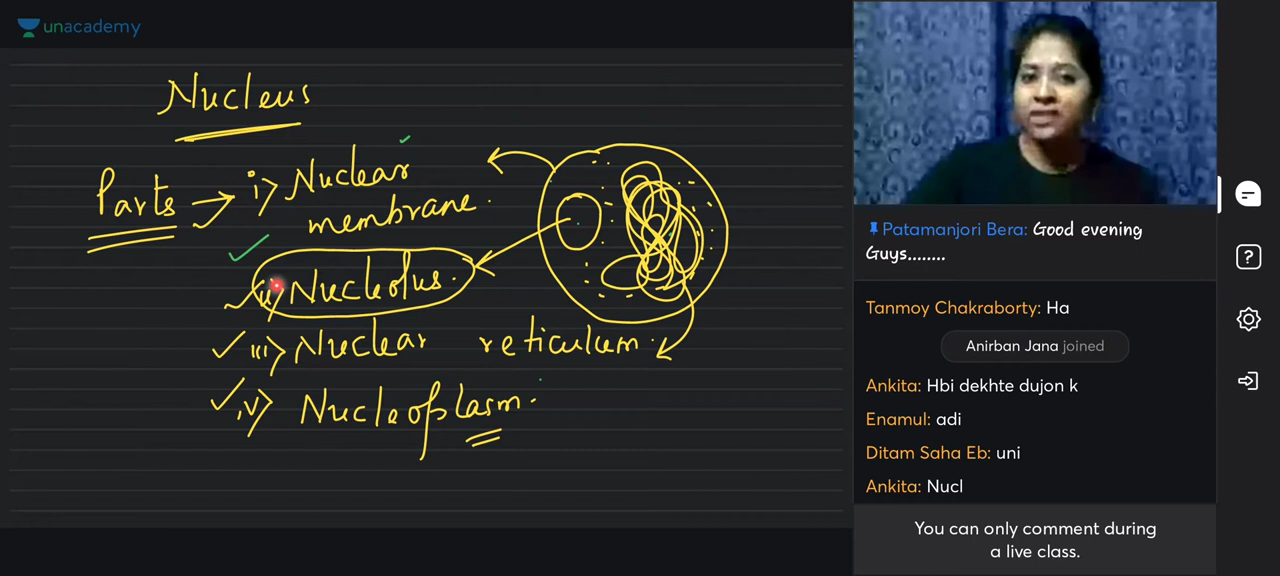 unacademy
Nucleus
Parts → i) Nuclear
membrane.
ii) Nucleolus.
iii) Nuclear reticulum.
iv) Nucleoplasm.
Patamanjori Bera: Good evening
Guys........
Tanmoy Chakraborty: Ha
Anirban Jana joined
Ankita: Hbi dekhte dujon k
Enamul: adi
Ditam Saha Eb: uni
Ankita: Nucl
You can only comment during
a live class.